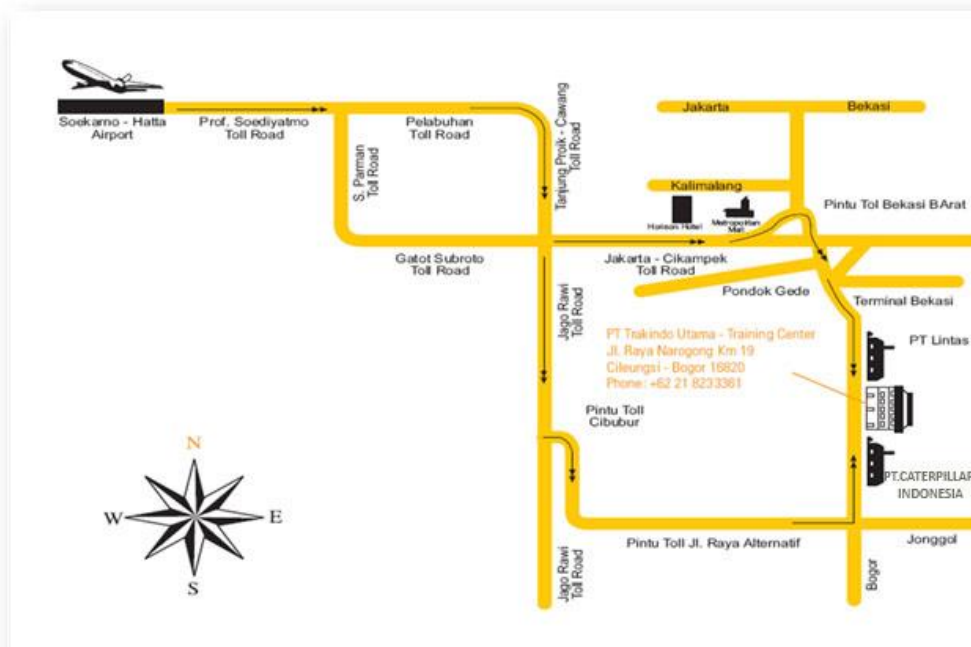 Soekarno - Hatta
Airport
Prof. Soediyatmo
Toll Road
Pelabuhan
Toll Road
S. Parman
Toll Road
Tanjung Proik - Cawang
Toll Road
Jakarta
Bekasi
Kalimalang
Horison Hotel
Metropolitan
Mall
Pintu Tol Bekasi BArat
Gatot Subroto
Toll Road
Jakarta - Cikampek
Toll Road
Pondok Gede
Terminal Bekasi
Jago Rawi
Toll Road
PT Trakindo Utama - Training Center
Jl. Raya Narogong Km 19
Cileungsi - Bogor 16820
Phone: +62 21 8233361
PT Lintas
Pintu Toll
Cibubur
PT.CATERPILLAR
INDONESIA
N
W
E
S
Pintu Toll Jl. Raya Alternatif
Jonggol
Jago Rawi
Toll Road
Bogor